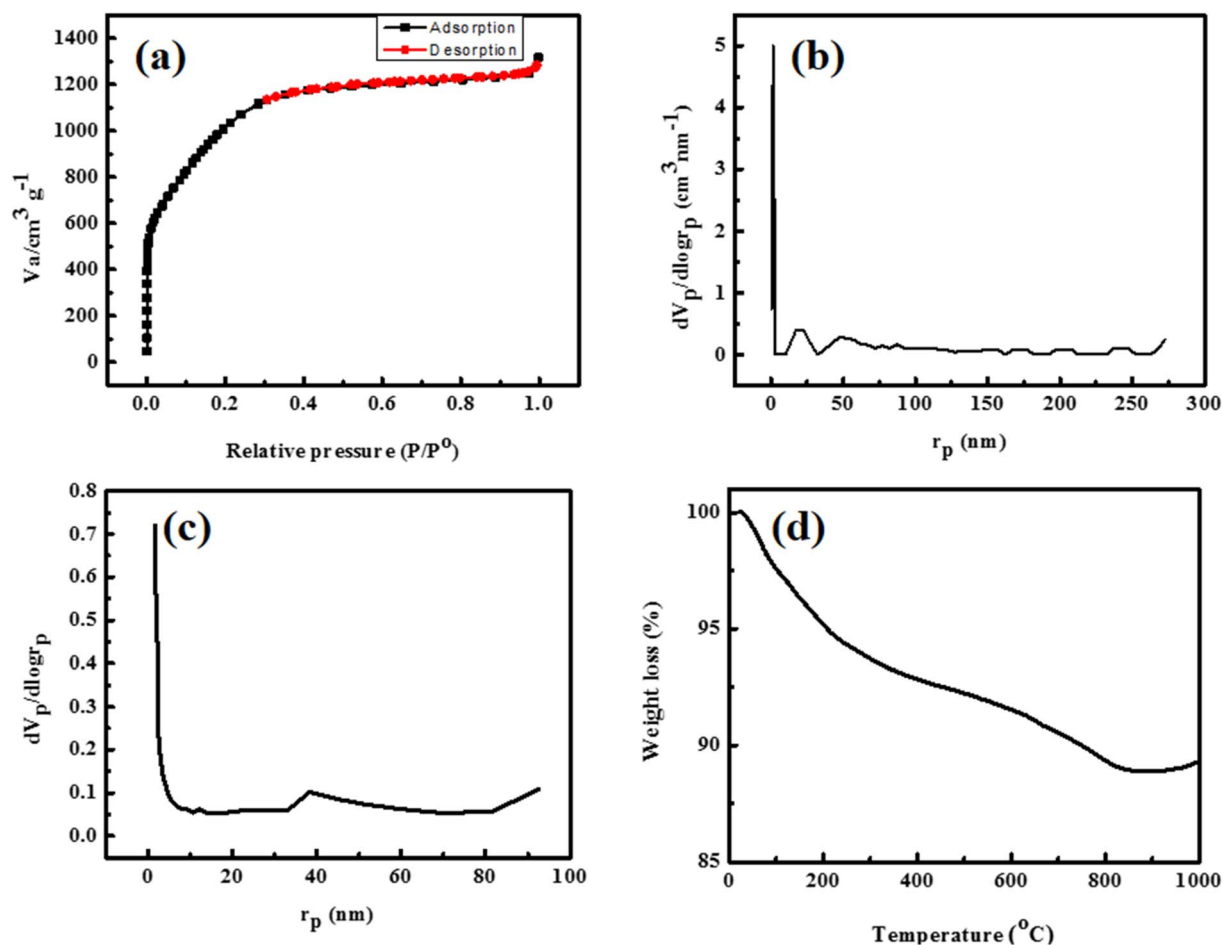 (a)
Adsorption
Desorption
1400
1200
1000
800
600
400
200
0
Va/cm³ g⁻¹
0.0 0.2 0.4 0.6 0.8 1.0
Relative pressure (P/P⁰)
(b)
5
4
3
2
1
0
dVₚ/dlogrₚ (cm³nm⁻¹)
0 50 100 150 200 250 300
rₚ (nm)
(c)
0.8
0.7
0.6
0.5
0.4
0.3
0.2
0.1
0.0
dVₚ/dlogrₚ
0 20 40 60 80 100
rₚ (nm)
(d)
100
95
90
85
Weight loss (%)
0 200 400 600 800 1000
Temperature (⁰C)